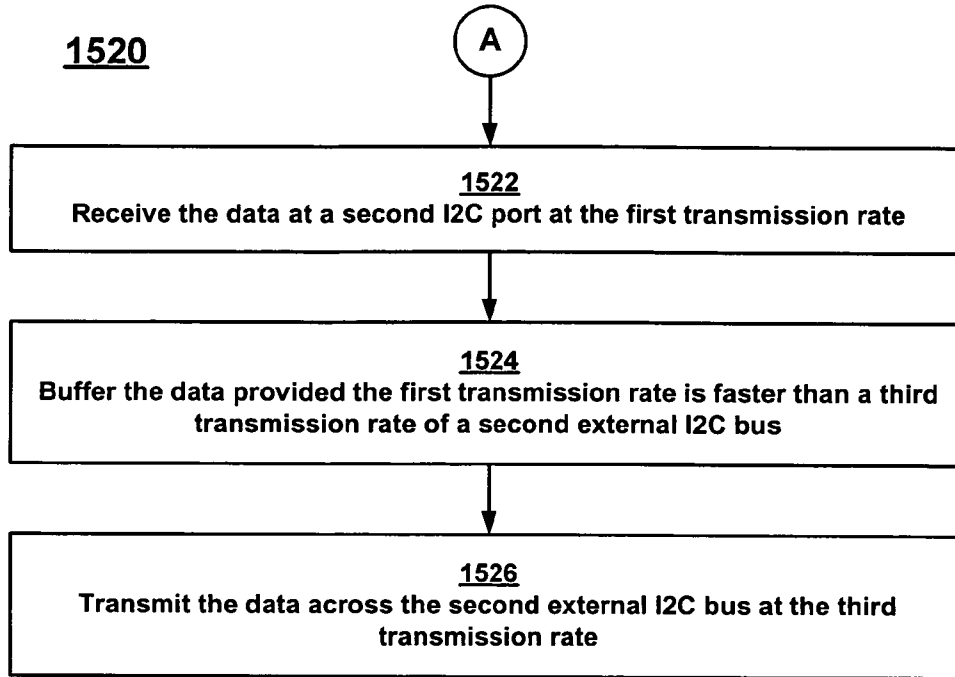 1520
A
1522
Receive the data at a second I2C port at the first transmission rate
1524
Buffer the data provided the first transmission rate is faster than a third
transmission rate of a second external I2C bus
1526
Transmit the data across the second external I2C bus at the third
transmission rate